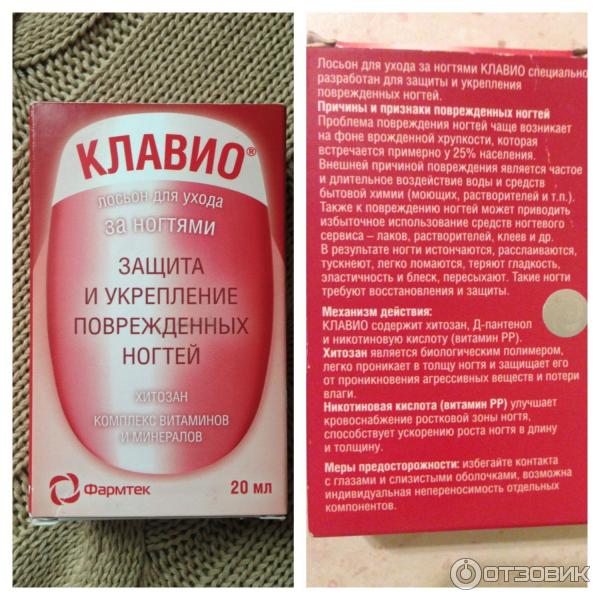 КЛАВИО®
лосьон для ухода
за ногтями
ЗАЩИТА
И УКРЕПЛЕНИЕ
ПОВРЕЖДЕННЫХ
НОГТЕЙ
ХИТОЗАН
КОМПЛЕКС ВИТАМИНОВ
И МИНЕРАЛОВ
Фармтек
20 мл
Лосьон для ухода за ногтями КЛАВИО специально
разработан для защиты и укрепления
поврежденных ногтей.
Причины и признаки поврежденных ногтей
Проблема повреждения ногтей чаще возникает
на фоне врожденной хрупкости, которая
встречается примерно у 25% населения.
Внешней причиной повреждения является частое
и длительное воздействие воды и средств
бытовой химии (моющих, растворителей и т.п.).
Также к повреждению ногтей может приводить
избыточное использование средств ногтевого
сервиса – лаков, растворителей, клеев и др.
В результате ногти истончаются, расслаиваются,
тускнеют, легко ломаются, теряют гладкость,
эластичность и блеск, пересыхают. Такие ногти
требуют восстановления и защиты.
Механизм действия:
КЛАВИО содержит хитозан, Д-пантенол
и никотиновую кислоту (витамин РР).
Хитозан является биологическим полимером,
легко проникает в толщу ногтя и защищает его
от проникновения агрессивных веществ и потери
влаги.
Никотиновая кислота (витамин РР) улучшает
кровоснабжение ростковой зоны ногтя,
способствует ускорению роста ногтя в длину
и толщину.
Меры предосторожности: избегайте контакта
с глазами и слизистыми оболочками, возможна
индивидуальная непереносимость отдельных
компонентов.
ОТЗОВИК